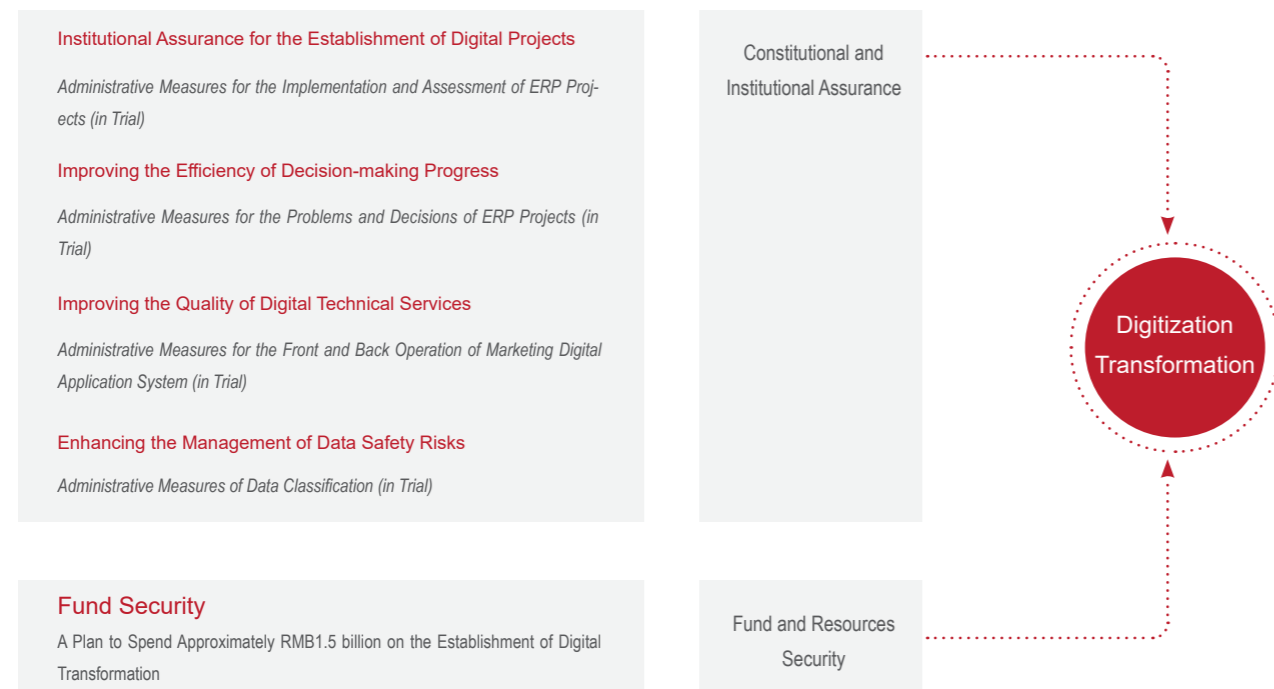 Institutional Assurance for the Establishment of Digital Projects
Administrative Measures for the Implementation and Assessment of ERP Proj-
ects (in Trial)
Improving the Efficiency of Decision-making Progress
Administrative Measures for the Problems and Decisions of ERP Projects (in
Trial)
Improving the Quality of Digital Technical Services
Administrative Measures for the Front and Back Operation of Marketing Digital
Application System (in Trial)
Enhancing the Management of Data Safety Risks
Administrative Measures of Data Classification (in Trial)
Constitutional and
Institutional Assurance
Digitization
Transformation
Fund Security
A Plan to Spend Approximately RMB1.5 billion on the Establishment of Digital
Transformation
Fund and Resources
Security